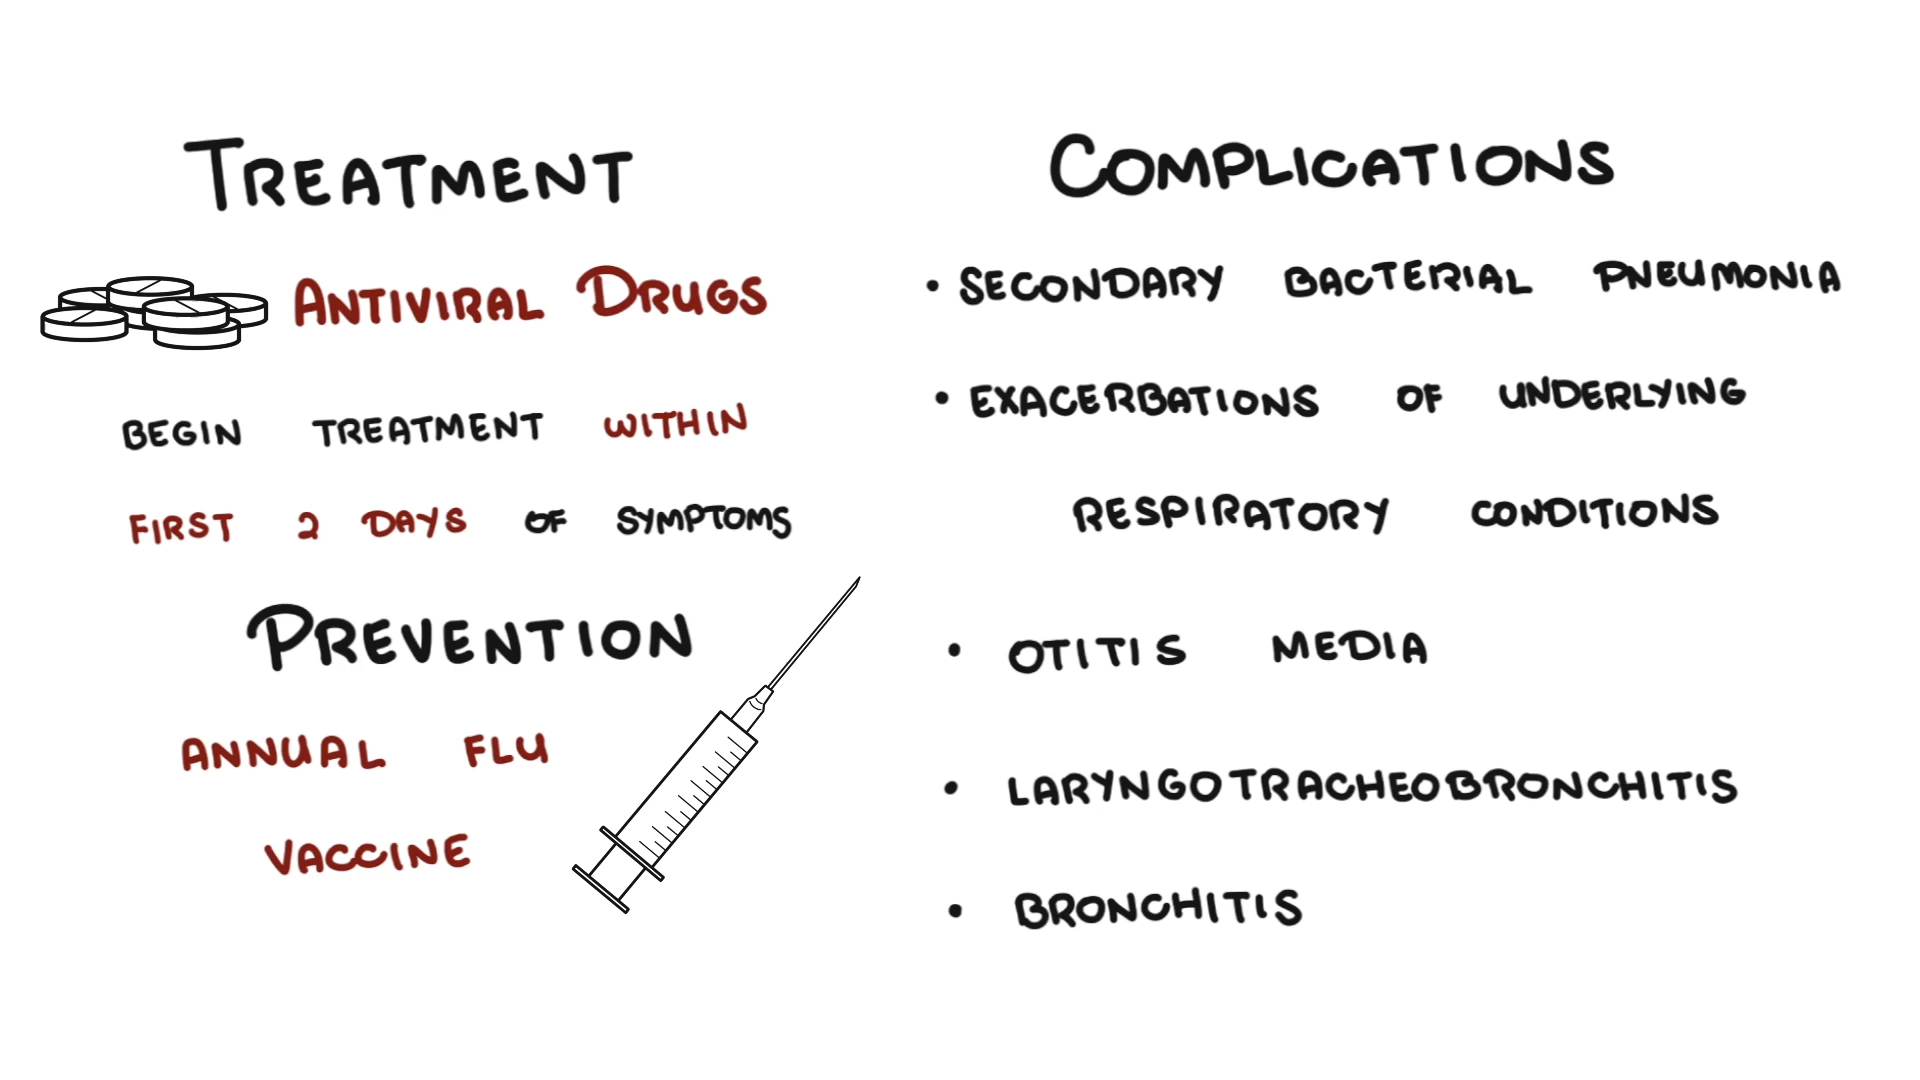 TREATMENT
ANTIVIRAL DRUGS
BEGIN TREATMENT WITHIN
FIRST 2 DAYS OF SYMPTOMS
PREVENTION
ANNUAL FLU
VACCINE
COMPLICATIONS
• SECONDARY BACTERIAL PNEUMONIA
• EXACERBATIONS OF UNDERLYING
RESPIRATORY CONDITIONS
• OTITIS MEDIA
• LARYNGOTRACHEOBRONCHITIS
• BRONCHITIS